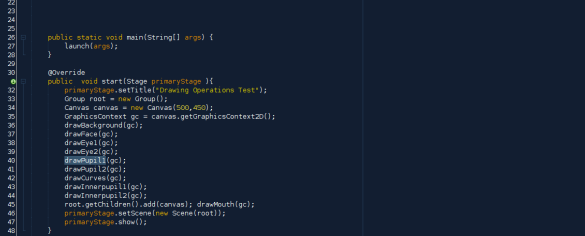 22
23
24
25
26 public static void main(String[] args) {
27 launch(args);
28 }
29
30 @Override
public  void start(Stage primaryStage ){
32 primaryStage.setTitle("Drawing Operations Test");
33 Group root = new Group();
34 Canvas canvas = new Canvas(500,450);
35 GraphicsContext gc = canvas.getGraphicsContext2D();
36 drawBackground(gc);
37 drawFace(gc);
38 drawEye1(gc);
39 drawEye2(gc);
40 drawPupil1(gc);
41 drawPupil2(gc);
42 drawCurves(gc);
43 drawInnerpupil1(gc);
44 drawInnerpupil2(gc);
45 root.getChildren().add(canvas); drawMouth(gc);
46 primaryStage.setScene(new Scene(root));
47 primaryStage.show();
48 }